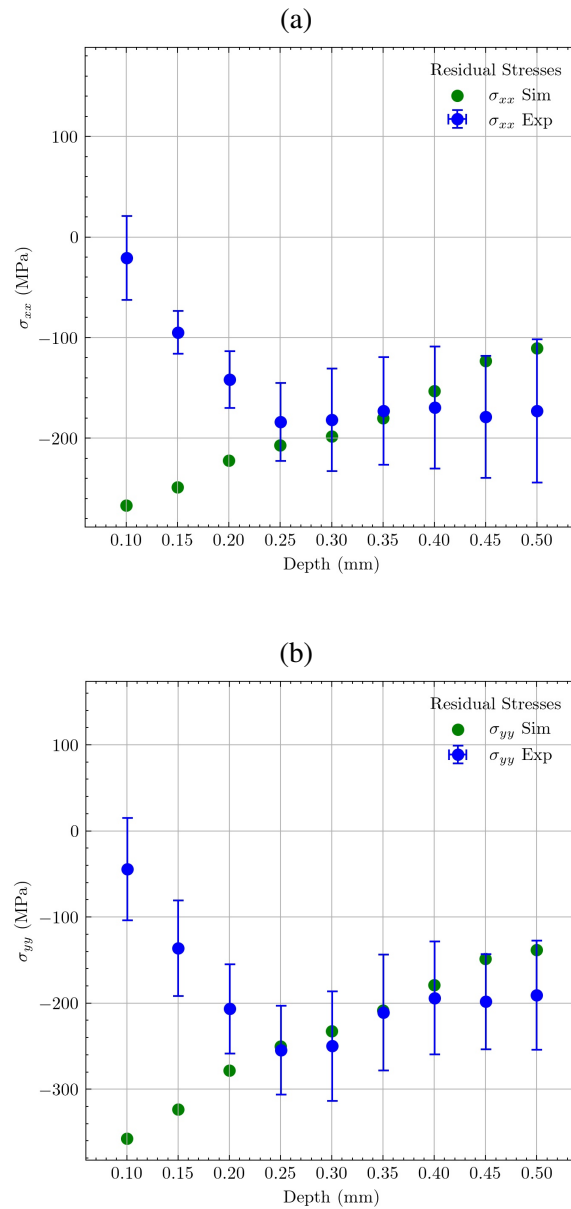 (a)
Residual Stresses
σxx Sim
σxx Exp
100
0
−100
−200
σxx (MPa)
0.10 0.15 0.20 0.25 0.30 0.35 0.40 0.45 0.50
Depth (mm)
(b)
Residual Stresses
σyy Sim
σyy Exp
100
0
−100
−200
−300
σyy (MPa)
0.10 0.15 0.20 0.25 0.30 0.35 0.40 0.45 0.50
Depth (mm)